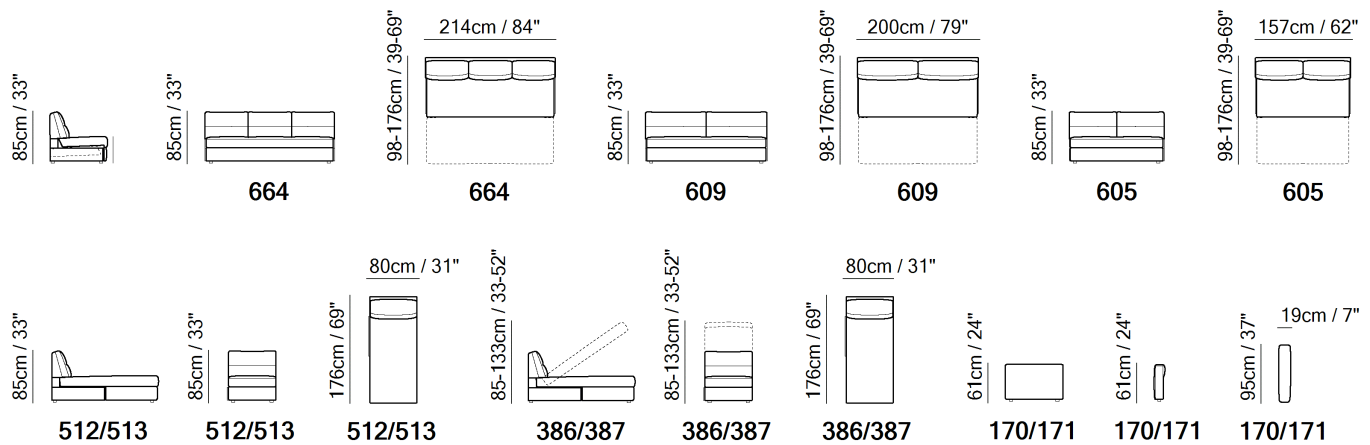 85cm / 33"
85cm / 33"
664
214cm / 84"
98-176cm / 39-69"
664
85cm / 33"
609
200cm / 79"
98-176cm / 39-69"
609
85cm / 33"
605
157cm / 62"
98-176cm / 39-69"
605
85cm / 33"
512/513
85cm / 33"
512/513
80cm / 31"
176cm / 69"
512/513
85-133cm / 33-52"
386/387
85-133cm / 33-52"
386/387
80cm / 31"
176cm / 69"
386/387
61cm / 24"
170/171
61cm / 24"
170/171
19cm / 7"
95cm / 37"
170/171